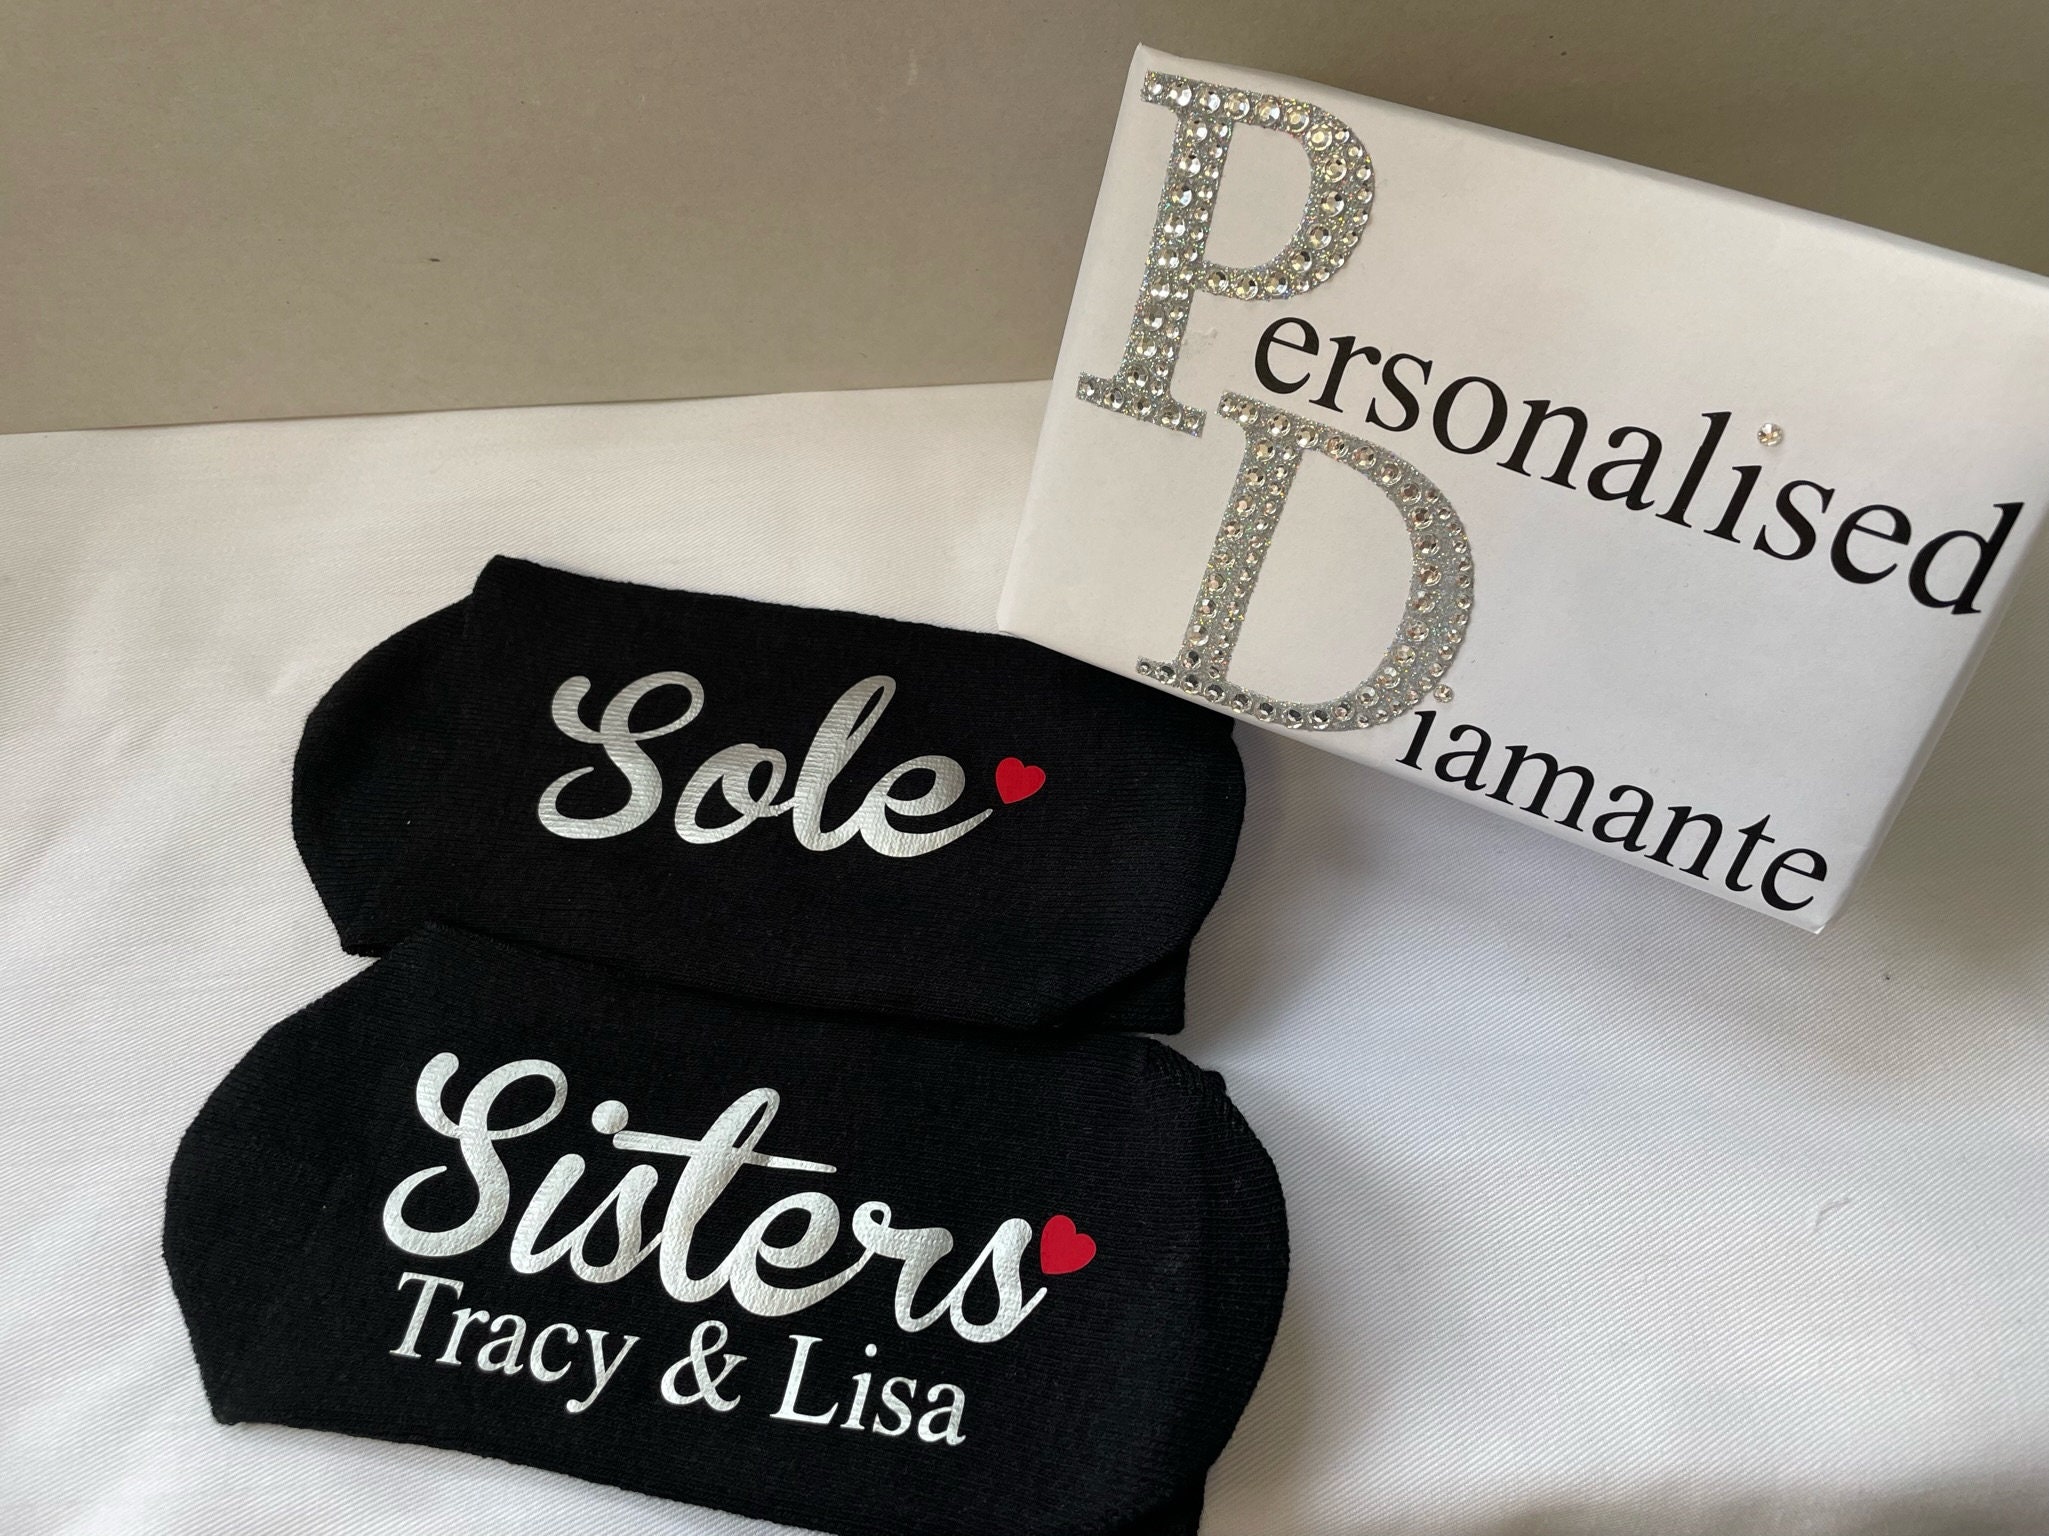 Personalised
Diamante
Sole
Sisters
Tracy & Lisa